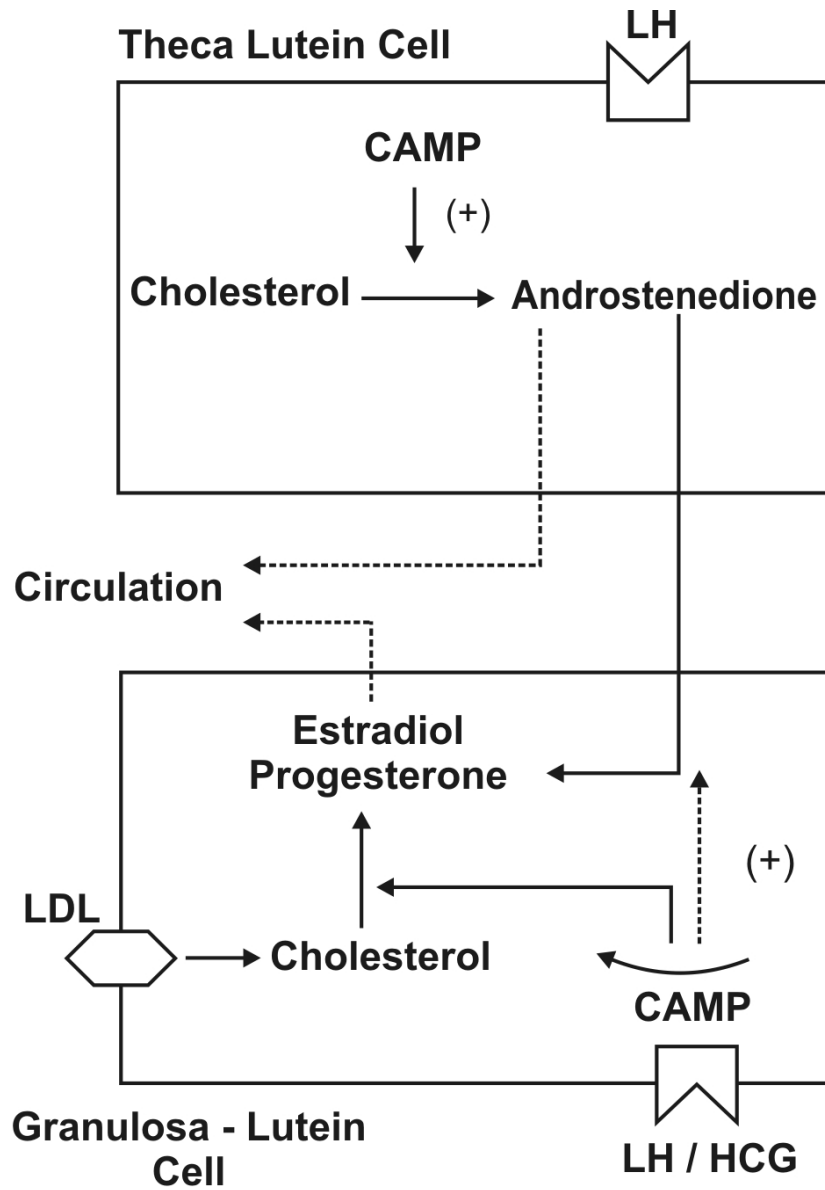 LH
Theca Lutein Cell
CAMP
(+)
Cholesterol
Androstenedione
Circulation
Estradiol
Progesterone
(+)
LDL
Cholesterol
CAMP
Granulosa - Lutein
Cell
LH / HCG